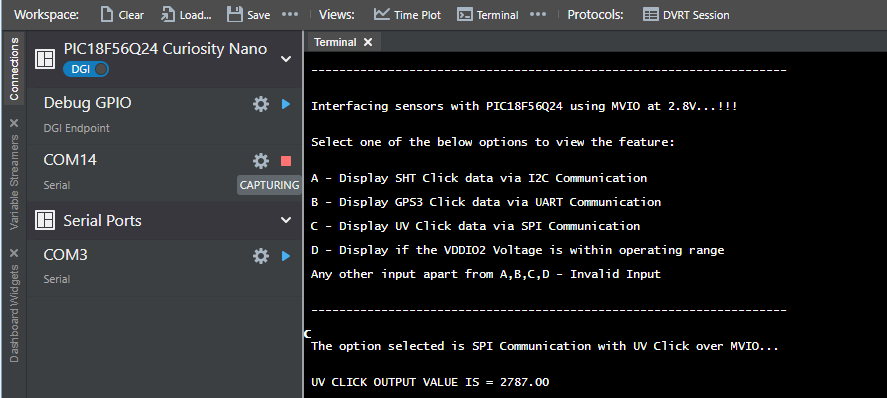 Workspace: Clear Load... Save ••• Views: Time Plot Terminal ••• Protocols: DVRT Session
Connections
Variable Streamers
Dashboard Widgets
PIC18F56Q24 Curiosity Nano
DGI
Debug GPIO
DGI Endpoint
COM14
Serial
CAPTURING
Serial Ports
COM3
Serial
Terminal
--------------------------------------------------------------------
Interfacing sensors with PIC18F56Q24 using MVIO at 2.8V...!!!
Select one of the below options to view the feature:
A - Display SHT Click data via I2C Communication
B - Display GPS3 Click data via UART Communication
C - Display UV Click data via SPI Communication
D - Display if the VDDIO2 Voltage is within operating range
Any other input apart from A,B,C,D - Invalid Input
--------------------------------------------------------------------
C
The option selected is SPI Communication with UV Click over MVIO...
UV CLICK OUTPUT VALUE IS = 2787.00